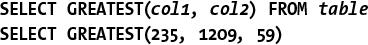 SELECT GREATEST(col1, col2) FROM table
SELECT GREATEST(235, 1209, 59)